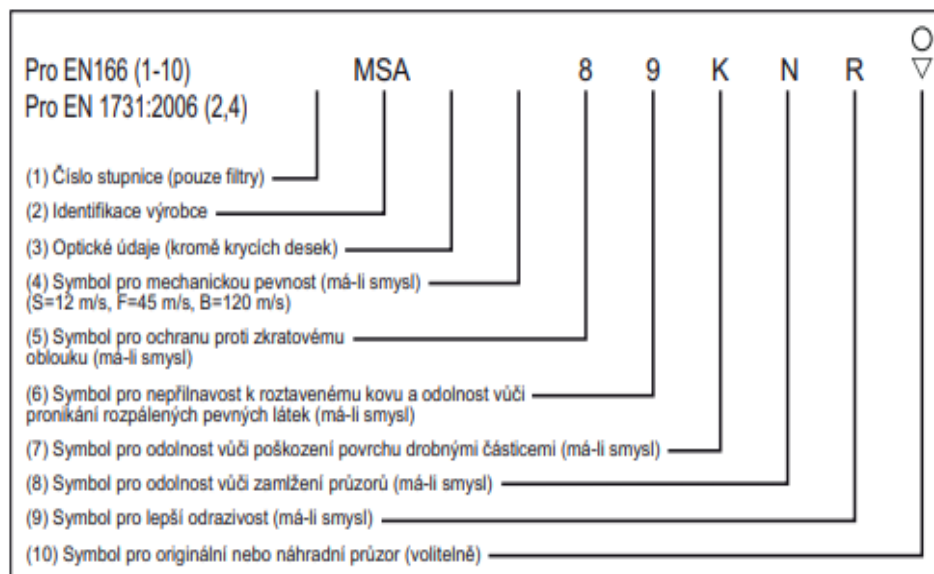 Pro EN166 (1-10) MSA 8 9 K N R
Pro EN 1731:2006 (2,4)
(1) Číslo stupnice (pouze filtry)
(2) Identifikace výrobce
(3) Optické údaje (kromě krycích desek)
(4) Symbol pro mechanickou pevnost (má-li smysl)
(S=12 m/s, F=45 m/s, B=120 m/s)
(5) Symbol pro ochranu proti zkratovému
oblouku (má-li smysl)
(6) Symbol pro nepřilnavost k roztavenému kovu a odolnost vůči
pronikání rozpálených pevných látek (má-li smysl)
(7) Symbol pro odolnost vůči poškození povrchu drobnými částicemi (má-li smysl)
(8) Symbol pro odolnost vůči zamlžení průzorů (má-li smysl)
(9) Symbol pro lepší odrazivost (má-li smysl)
(10) Symbol pro originální nebo náhradní průzor (volitelně)